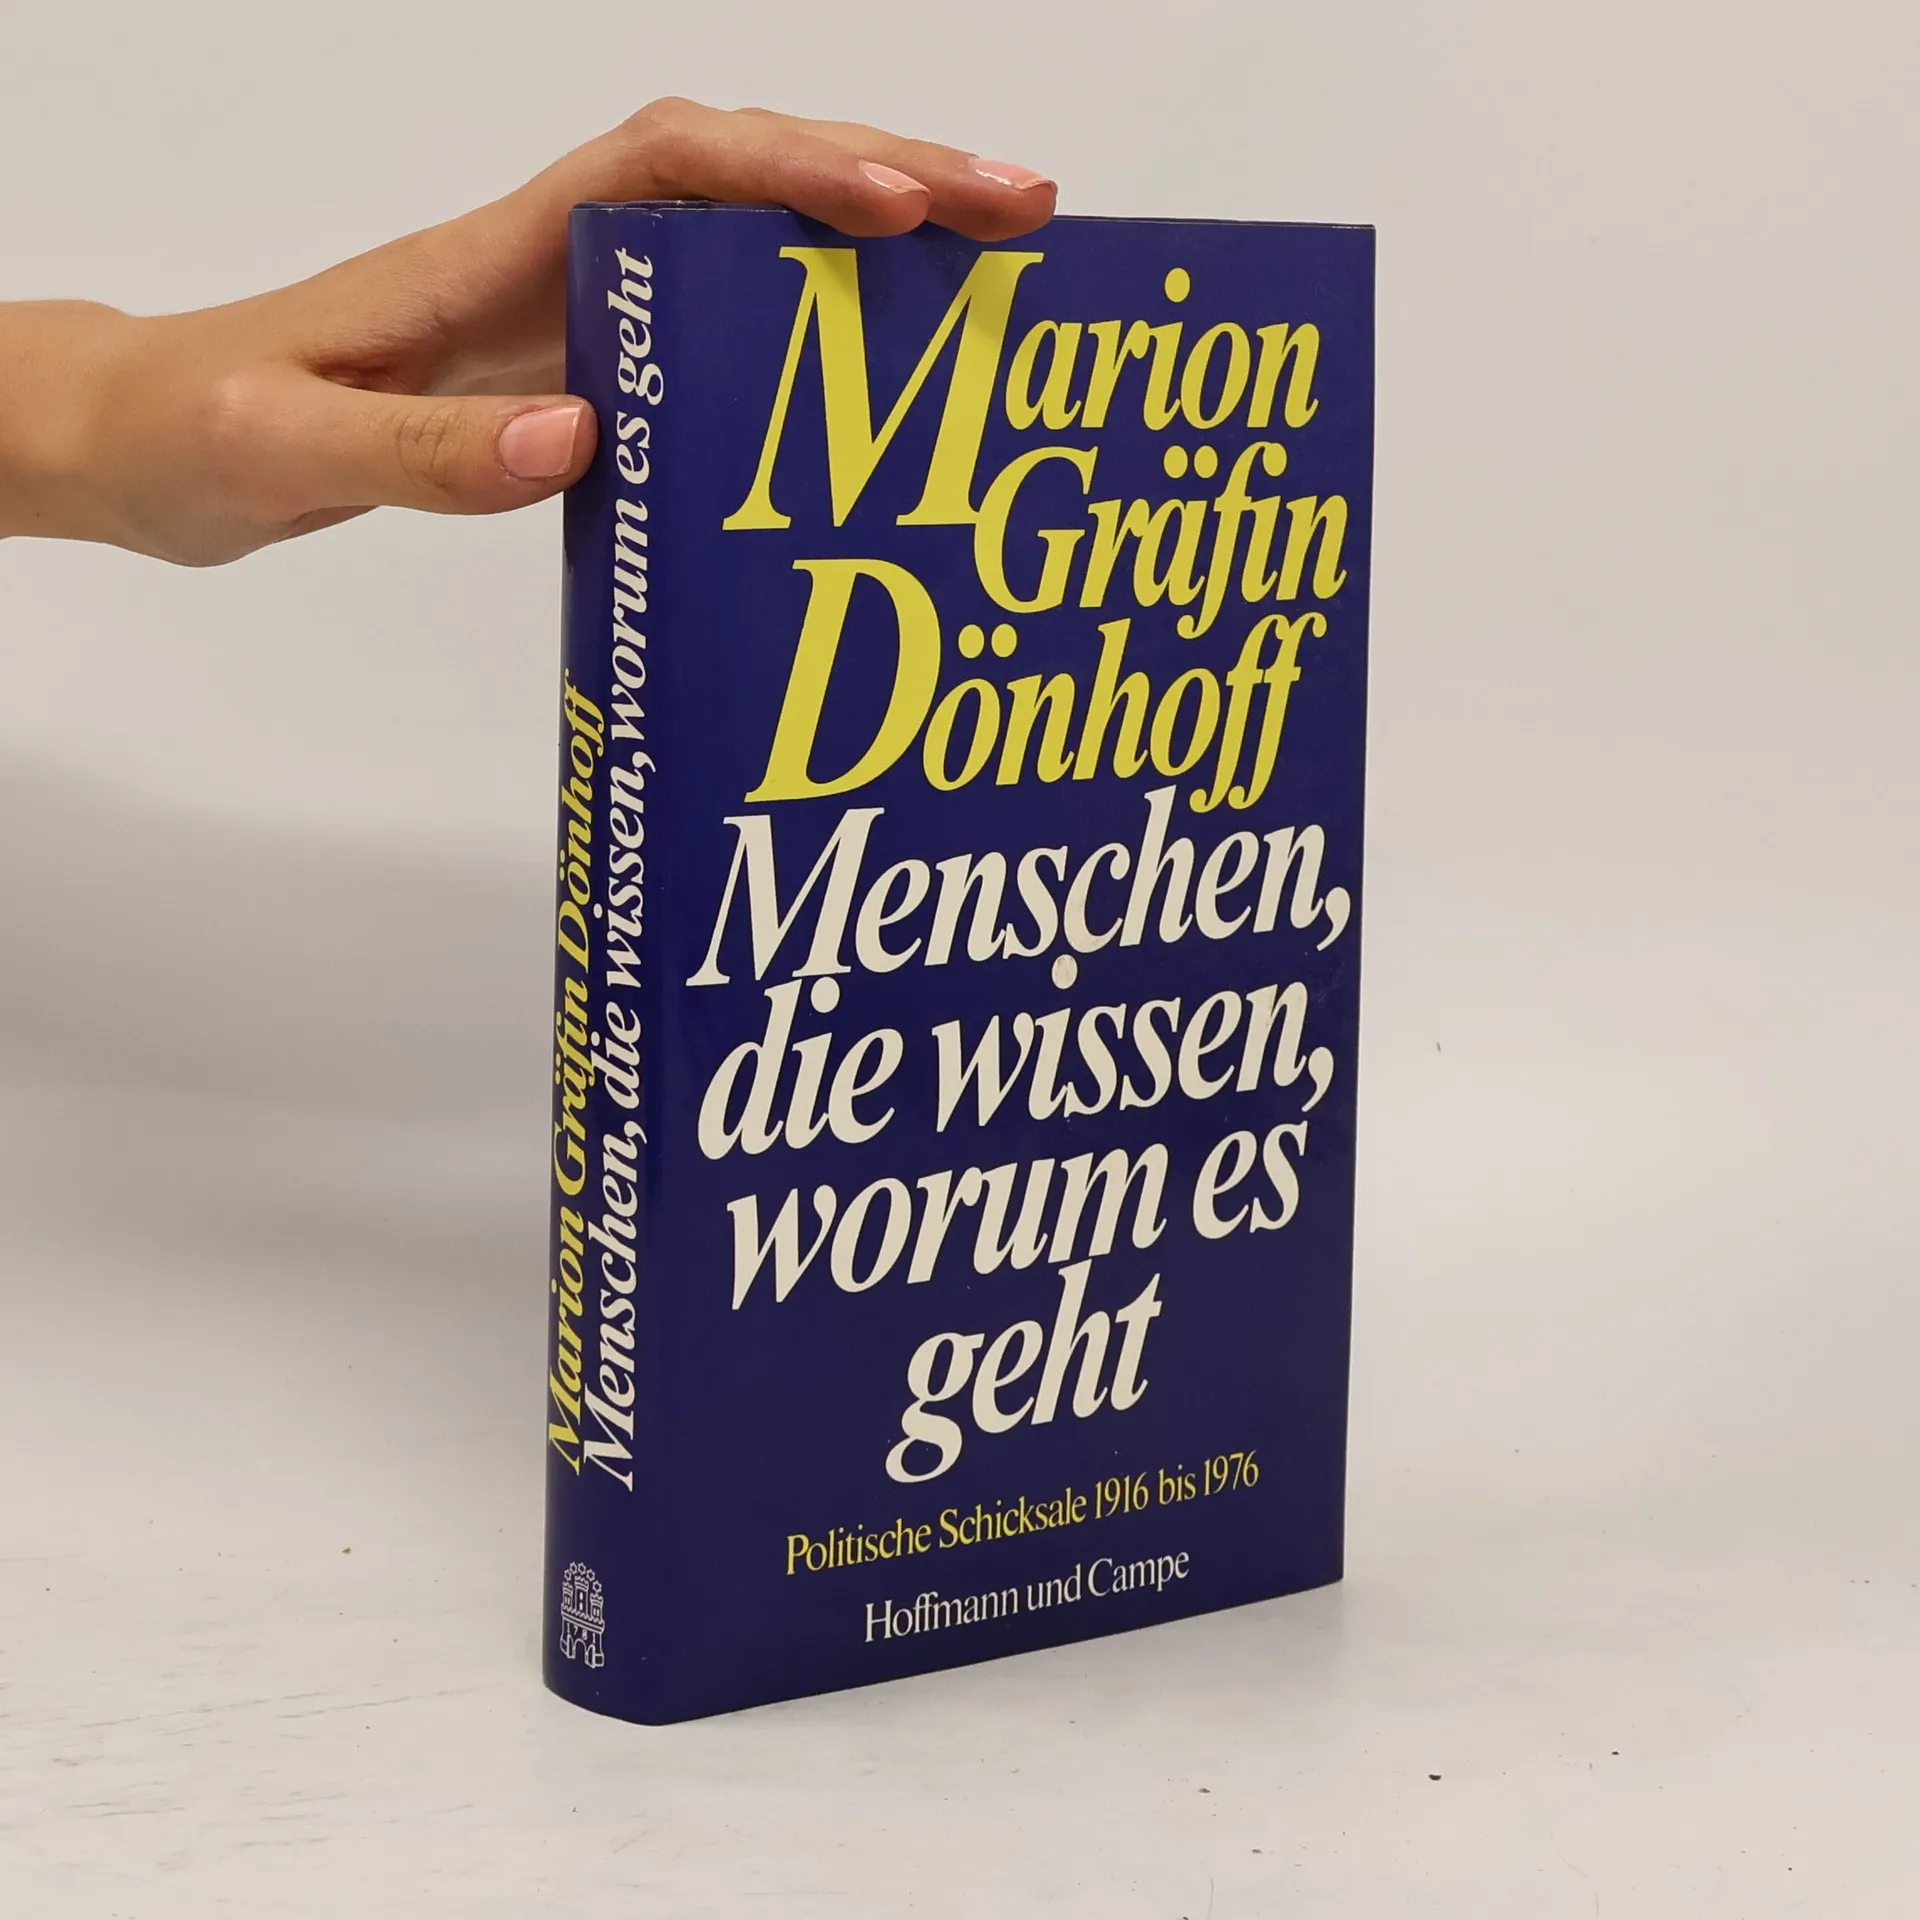 Marion
Gräfin
Dönhoff
Menschen,
die wissen,
worum es
geht
Politische Schicksale 1916 bis 1976
Hoffmann und Campe
Marion Gräfin Dönhoff
Menschen, die wissen, worum es geht
1781